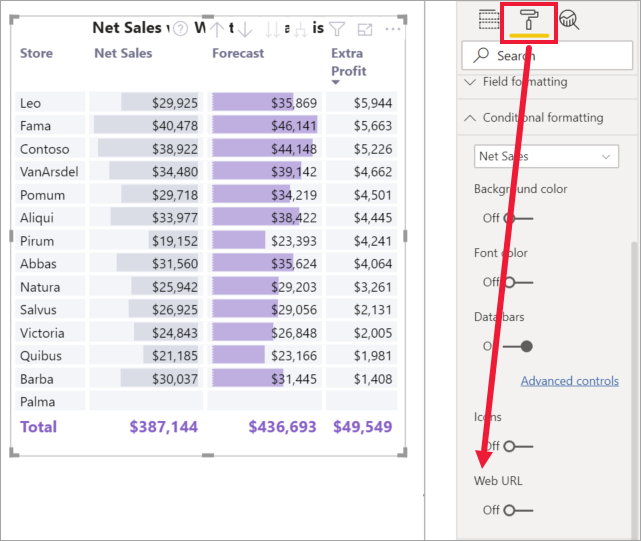 Net Sales v W t a is
Store Net Sales Forecast Extra
Profit
Leo $29,925 $35,869 $5,944
Fama $40,478 $46,141 $5,663
Contoso $38,922 $44,148 $5,226
VanArsdel $34,480 $39,142 $4,662
Pomum $29,718 $34,219 $4,501
Aliqui $33,977 $38,422 $4,445
Pirum $19,152 $23,393 $4,241
Abbas $31,560 $35,624 $4,064
Natura $25,942 $29,203 $3,261
Salvus $26,925 $29,056 $2,131
Victoria $24,843 $26,848 $2,005
Quibus $21,185 $23,166 $1,981
Barba $30,037 $31,445 $1,408
Palma
Total $387,144 $436,693 $49,549
Search
Field formatting
Conditional formatting
Net Sales
Background color
Off
Font color
Off
Data bars
On
Advanced controls
Icons
Off
Web URL
Off